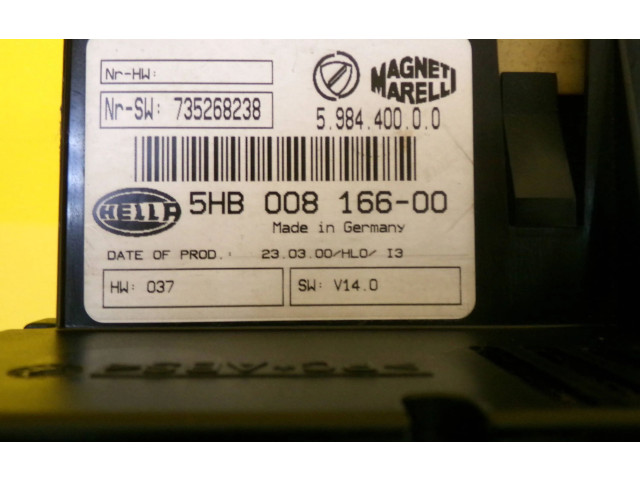 Nr-HW:
Nr-SW: 735268238
MAGNETI
MARELLI
5.984.400.0.0
HELLA
5HB 008 166-00
Made in Germany
DATE OF PROD.: 23.03.00/HLO/ I3
HW: 037
SW: V14.0